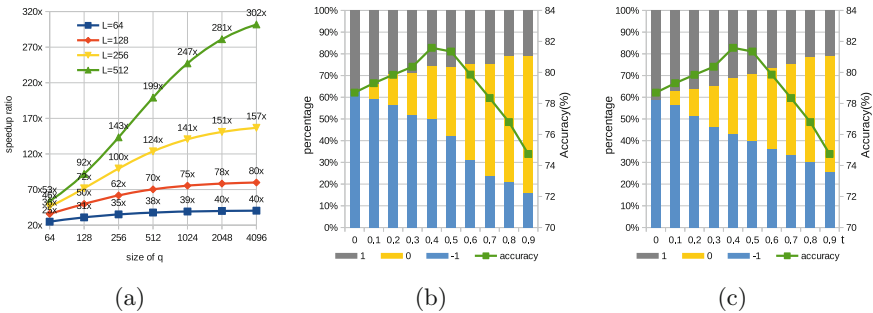 320x
270x
220x
170x
120x
70x
20x
speedup ratio
L=64
L=128
L=256
L=512
92x 143x 199x 247x 281x 302x
72x 100x 124x 141x 151x 157x
50x 62x 70x 75x 78x 80x
25x 31x 35x 38x 39x 40x 40x
64 128 256 512 1024 2048 4096
size of q
(a)
100%
90%
80%
70%
60%
50%
40%
30%
20%
10%
0%
percentage
84
82
80
78
76
74
72
70
Accuracy(%)
0 0,1 0,2 0,3 0,4 0,5 0,6 0,7 0,8 0,9
1 0 -1 accuracy
(b)
100%
90%
80%
70%
60%
50%
40%
30%
20%
10%
0%
percentage
84
82
80
78
76
74
72
70
Accuracy(%)
0 0,1 0,2 0,3 0,4 0,5 0,6 0,7 0,8 0,9 t
1 0 -1 accuracy
(c)